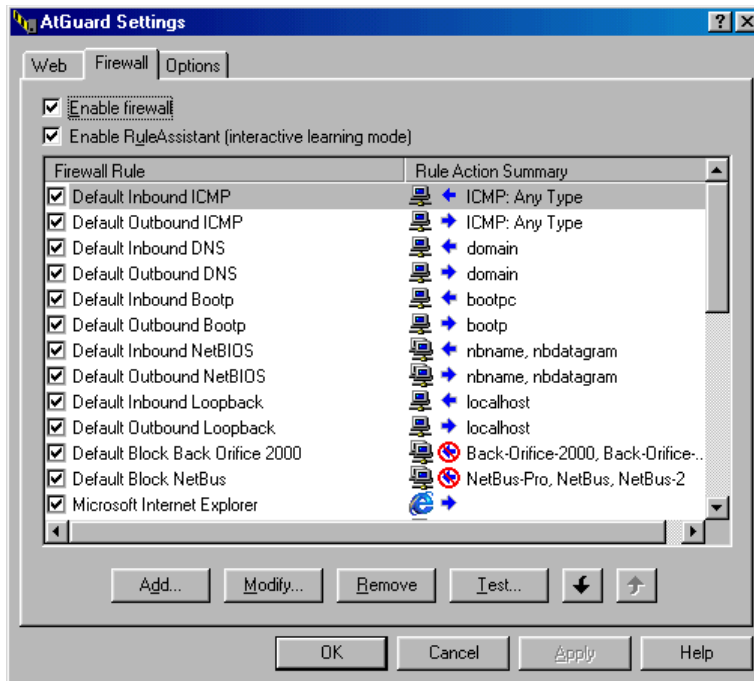 AtGuard Settings
Web Firewall Options
Enable firewall
Enable RuleAssistant (interactive learning mode)
Firewall Rule Rule Action Summary
Default Inbound ICMP ICMP: Any Type
Default Outbound ICMP ICMP: Any Type
Default Inbound DNS domain
Default Outbound DNS domain
Default Inbound Bootp bootpc
Default Outbound Bootp bootp
Default Inbound NetBIOS nbname, nbdatagram
Default Outbound NetBIOS nbname, nbdatagram
Default Inbound Loopback localhost
Default Outbound Loopback localhost
Default Block Back Orifice 2000 Back-Orifice-2000, Back-Orifice-..
Default Block NetBus NetBus-Pro, NetBus, NetBus-2
Microsoft Internet Explorer
Add... Modify... Remove Test...
OK Cancel Apply Help